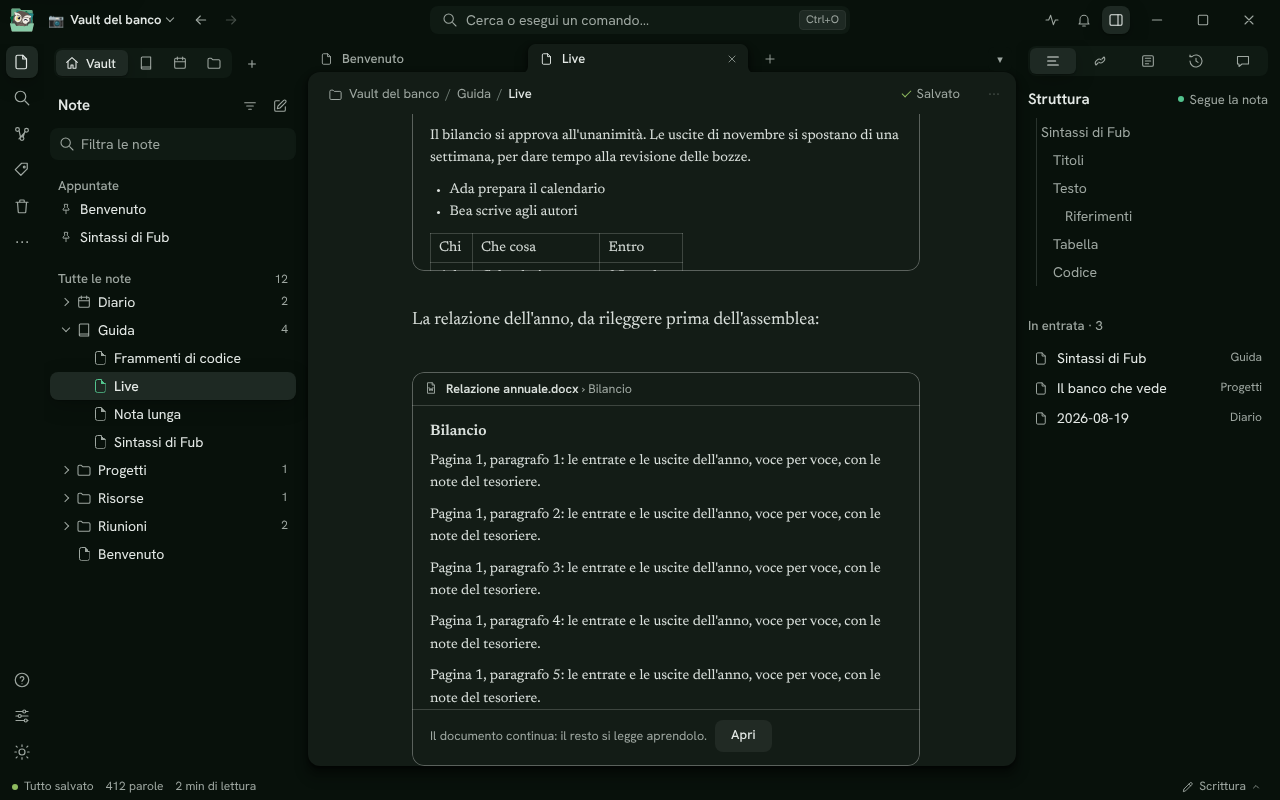 Vault del banco
Cerca o esegui un comando...
Ctrl+O
Vault
Note
Filtra le note
Appuntate
Benvenuto
Sintassi di Fub
Tutte le note 12
Diario 2
Guida 4
Frammenti di codice
Live
Nota lunga
Sintassi di Fub
Progetti 1
Risorse 1
Riunioni 2
Benvenuto
Benvenuto
Live
Vault del banco / Guida / Live
Salvato
Il bilancio si approva all'unanimità. Le uscite di novembre si spostano di una
settimana, per dare tempo alla revisione delle bozze.
• Ada prepara il calendario
• Bea scrive agli autori
Chi Che cosa Entro
La relazione dell'anno, da rileggere prima dell'assemblea:
Relazione annuale.docx › Bilancio
Bilancio
Pagina 1, paragrafo 1: le entrate e le uscite dell'anno, voce per voce, con le
note del tesoriere.
Pagina 1, paragrafo 2: le entrate e le uscite dell'anno, voce per voce, con le
note del tesoriere.
Pagina 1, paragrafo 3: le entrate e le uscite dell'anno, voce per voce, con le
note del tesoriere.
Pagina 1, paragrafo 4: le entrate e le uscite dell'anno, voce per voce, con le
note del tesoriere.
Pagina 1, paragrafo 5: le entrate e le uscite dell'anno, voce per voce, con le
note del tesoriere.
Il documento continua: il resto si legge aprendolo.
Apri
Struttura
Segue la nota
Sintassi di Fub
Titoli
Testo
Riferimenti
Tabella
Codice
In entrata · 3
Sintassi di Fub Guida
Il banco che vede Progetti
2026-08-19 Diario
Tutto salvato 412 parole 2 min di lettura
Scrittura